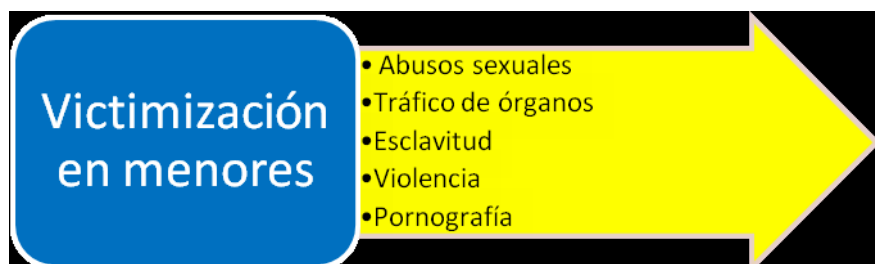 Victimización
en menores
• Abusos sexuales
•Tráfico de órganos
•Esclavitud
•Violencia
•Pornografía